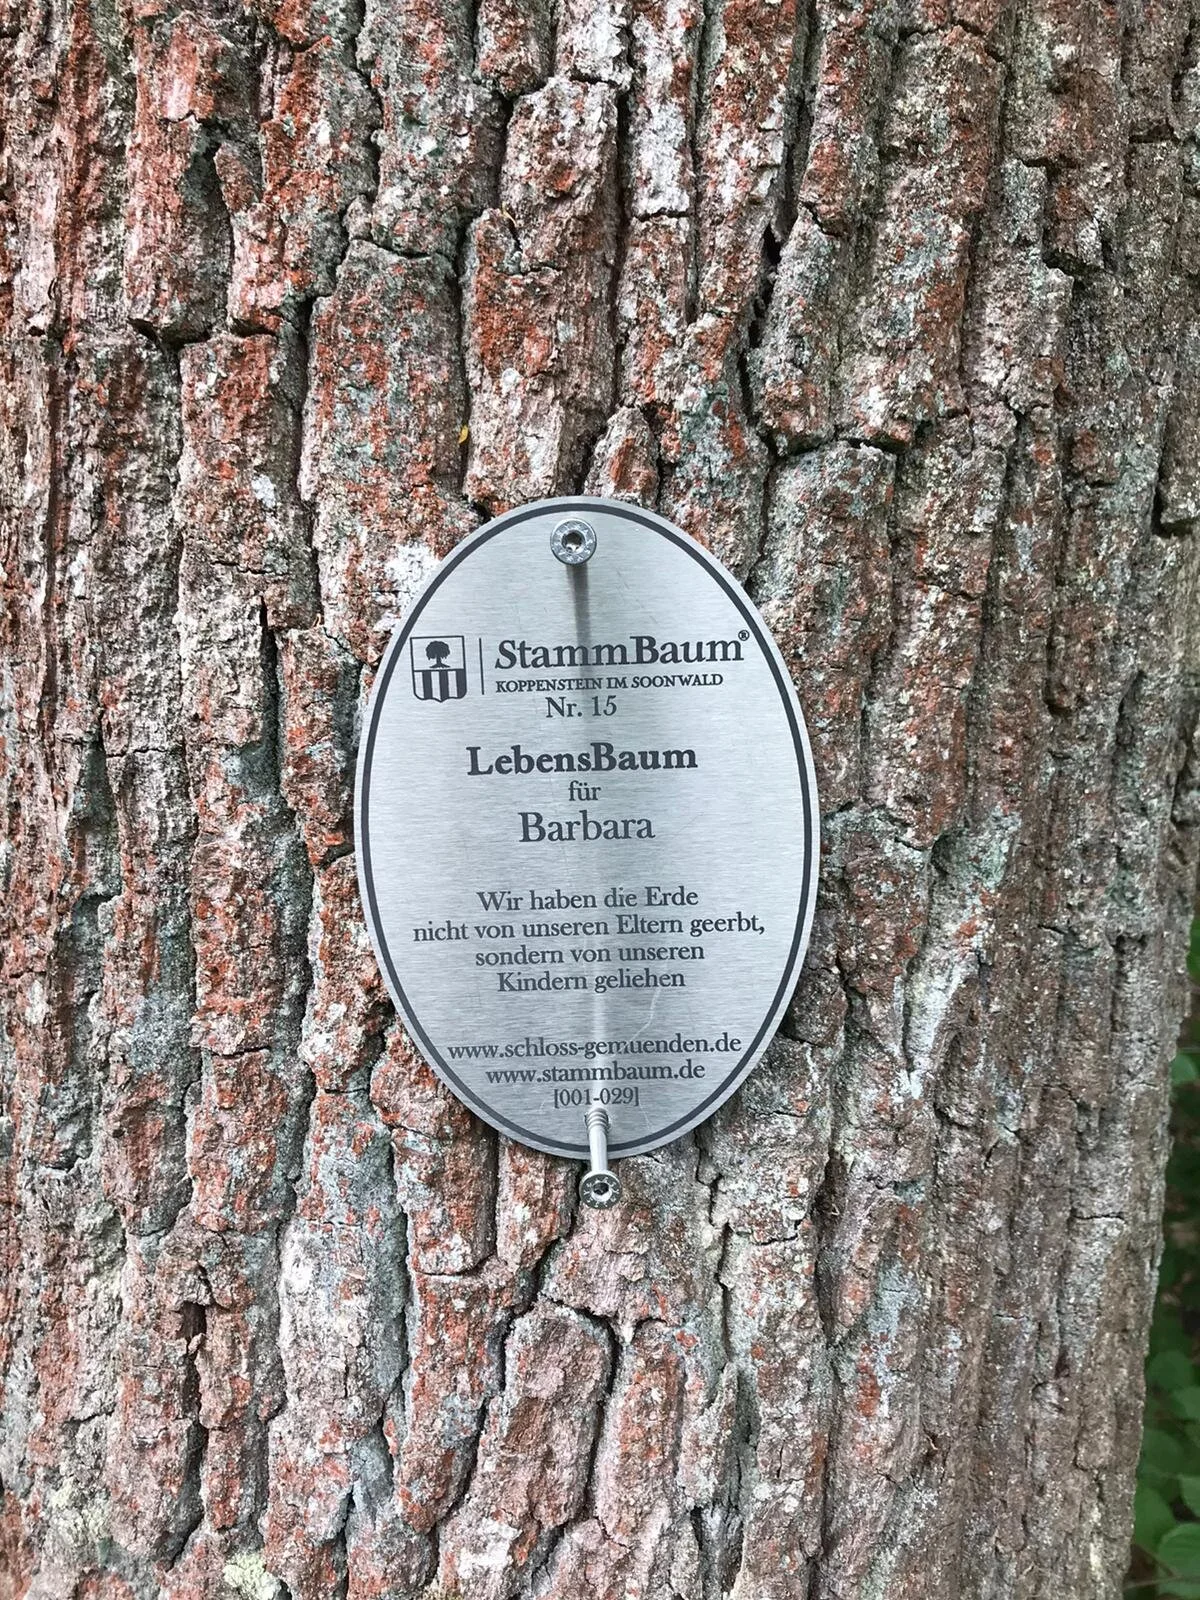 StammBaum®
KOPPENSTEIN IM SOONWALD
Nr. 15
LebensBaum
für
Barbara
Wir haben die Erde
nicht von unseren Eltern geerbt,
sondern von unseren
Kindern geliehen
www.schloss-gemuenden.de
www.stammbaum.de
[001-029]